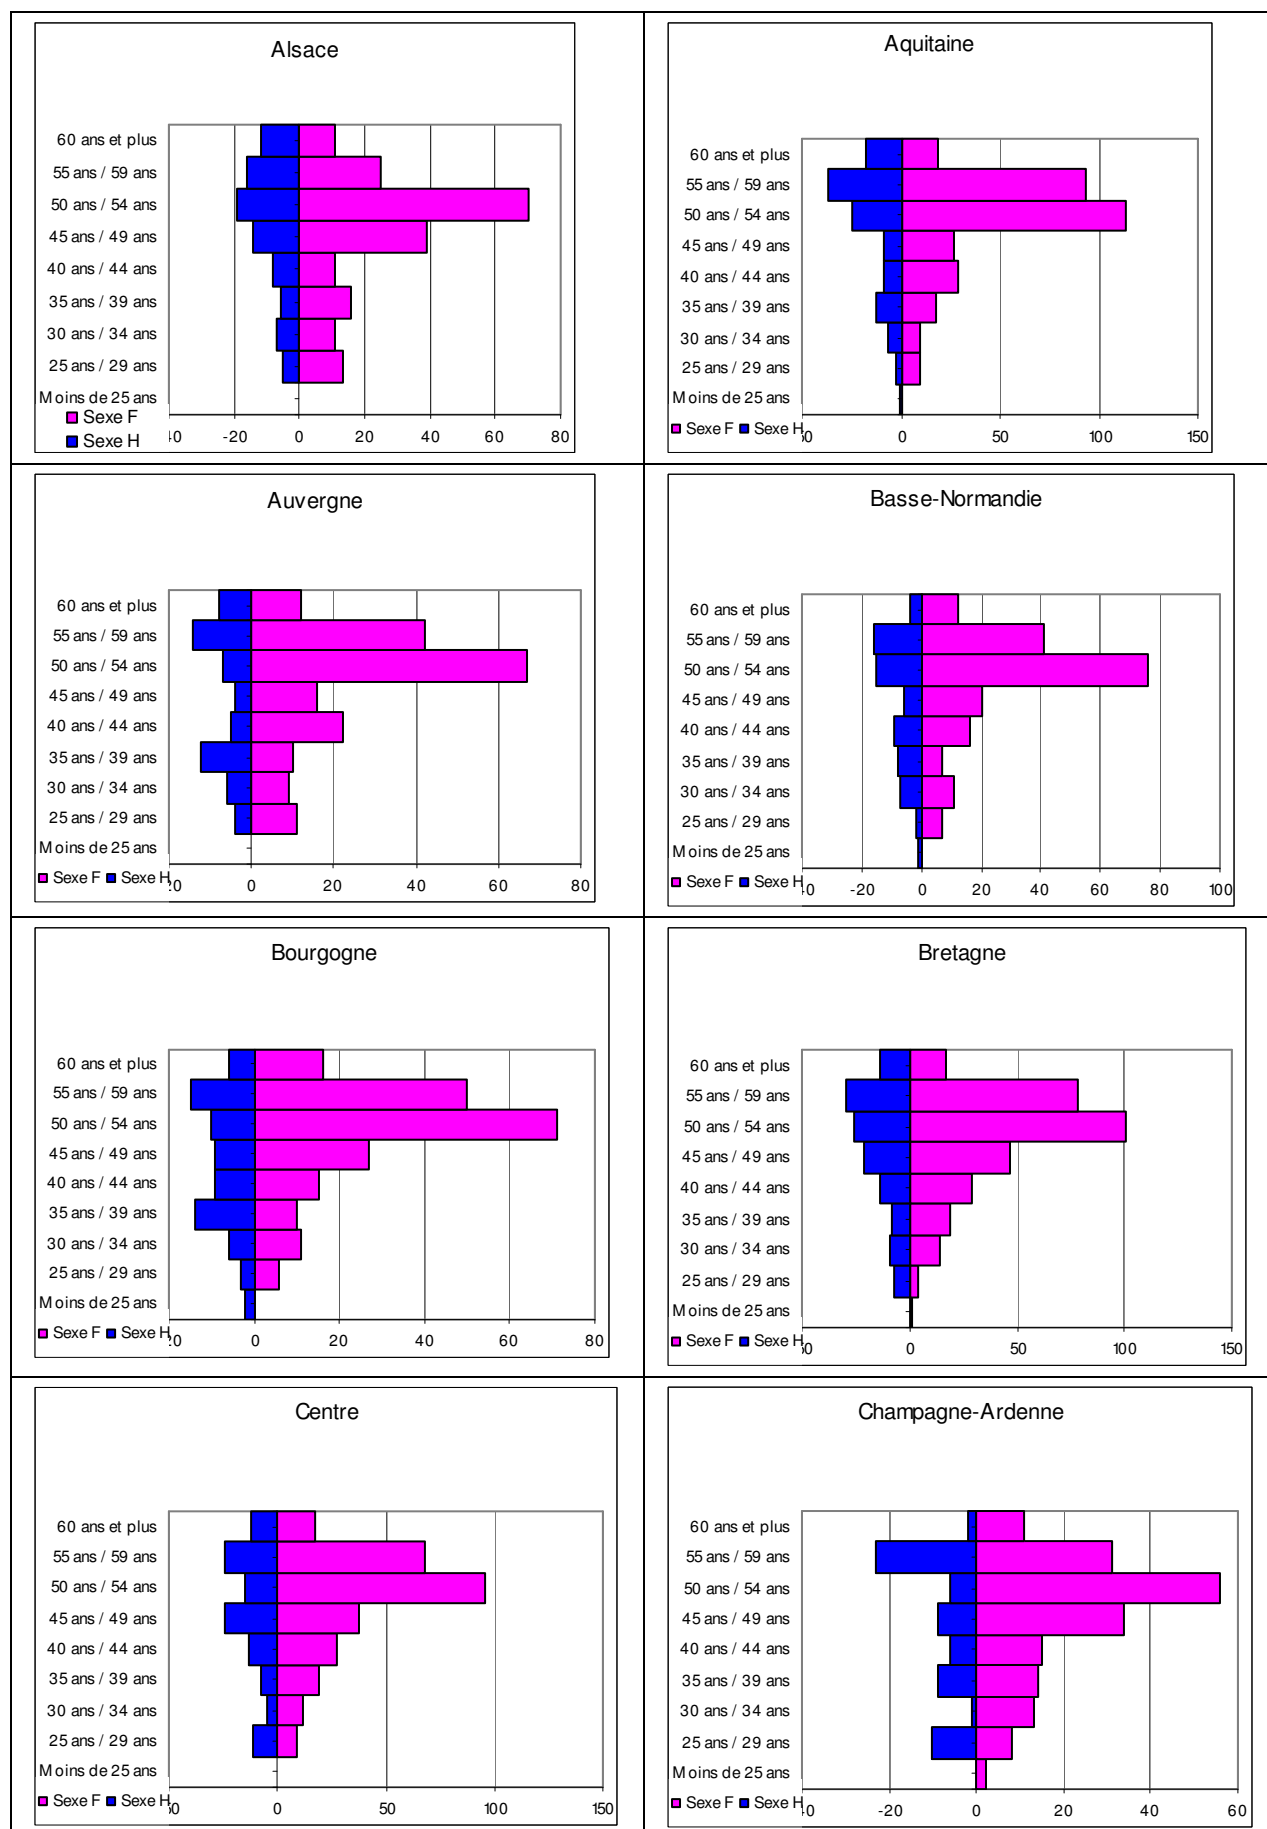 Alsace
60 ans et plus
55 ans / 59 ans
50 ans / 54 ans
45 ans / 49 ans
40 ans / 44 ans
35 ans / 39 ans
30 ans / 34 ans
25 ans / 29 ans
Moins de 25 ans
Sexe F
Sexe H
40 -20 0 20 40 60 80
Aquitaine
60 ans et plus
55 ans / 59 ans
50 ans / 54 ans
45 ans / 49 ans
40 ans / 44 ans
35 ans / 39 ans
30 ans / 34 ans
25 ans / 29 ans
Moins de 25 ans
Sexe F Sexe H
0 50 100 150
Auvergne
60 ans et plus
55 ans / 59 ans
50 ans / 54 ans
45 ans / 49 ans
40 ans / 44 ans
35 ans / 39 ans
30 ans / 34 ans
25 ans / 29 ans
Moins de 25 ans
Sexe F Sexe H
20 0 20 40 60 80
Basse-Normandie
60 ans et plus
55 ans / 59 ans
50 ans / 54 ans
45 ans / 49 ans
40 ans / 44 ans
35 ans / 39 ans
30 ans / 34 ans
25 ans / 29 ans
Moins de 25 ans
Sexe F Sexe H
-20 0 20 40 60 80 100
Bourgogne
60 ans et plus
55 ans / 59 ans
50 ans / 54 ans
45 ans / 49 ans
40 ans / 44 ans
35 ans / 39 ans
30 ans / 34 ans
25 ans / 29 ans
Moins de 25 ans
Sexe F Sexe H
0 20 40 60 80
Bretagne
60 ans et plus
55 ans / 59 ans
50 ans / 54 ans
45 ans / 49 ans
40 ans / 44 ans
35 ans / 39 ans
30 ans / 34 ans
25 ans / 29 ans
Moins de 25 ans
Sexe F Sexe H
0 50 100 150
Centre
60 ans et plus
55 ans / 59 ans
50 ans / 54 ans
45 ans / 49 ans
40 ans / 44 ans
35 ans / 39 ans
30 ans / 34 ans
25 ans / 29 ans
Moins de 25 ans
Sexe F Sexe H
0 50 100 150
Champagne-Ardenne
60 ans et plus
55 ans / 59 ans
50 ans / 54 ans
45 ans / 49 ans
40 ans / 44 ans
35 ans / 39 ans
30 ans / 34 ans
25 ans / 29 ans
Moins de 25 ans
Sexe F Sexe H
-20 0 20 40 60